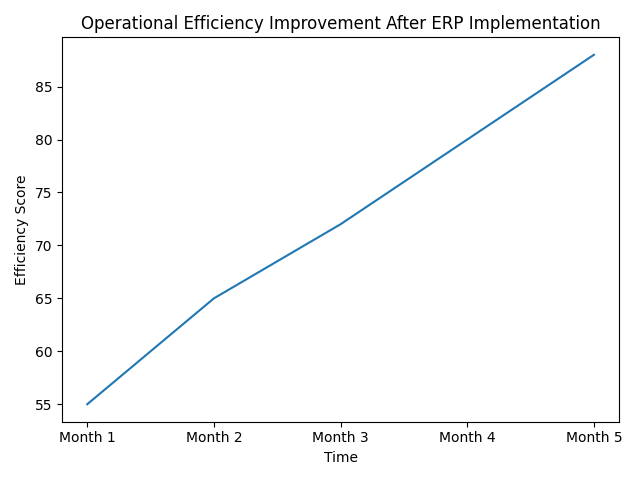 Operational Efficiency Improvement After ERP Implementation
Efficiency Score
85
80
75
70
65
60
55
Month 1 Month 2 Month 3 Month 4 Month 5
Time